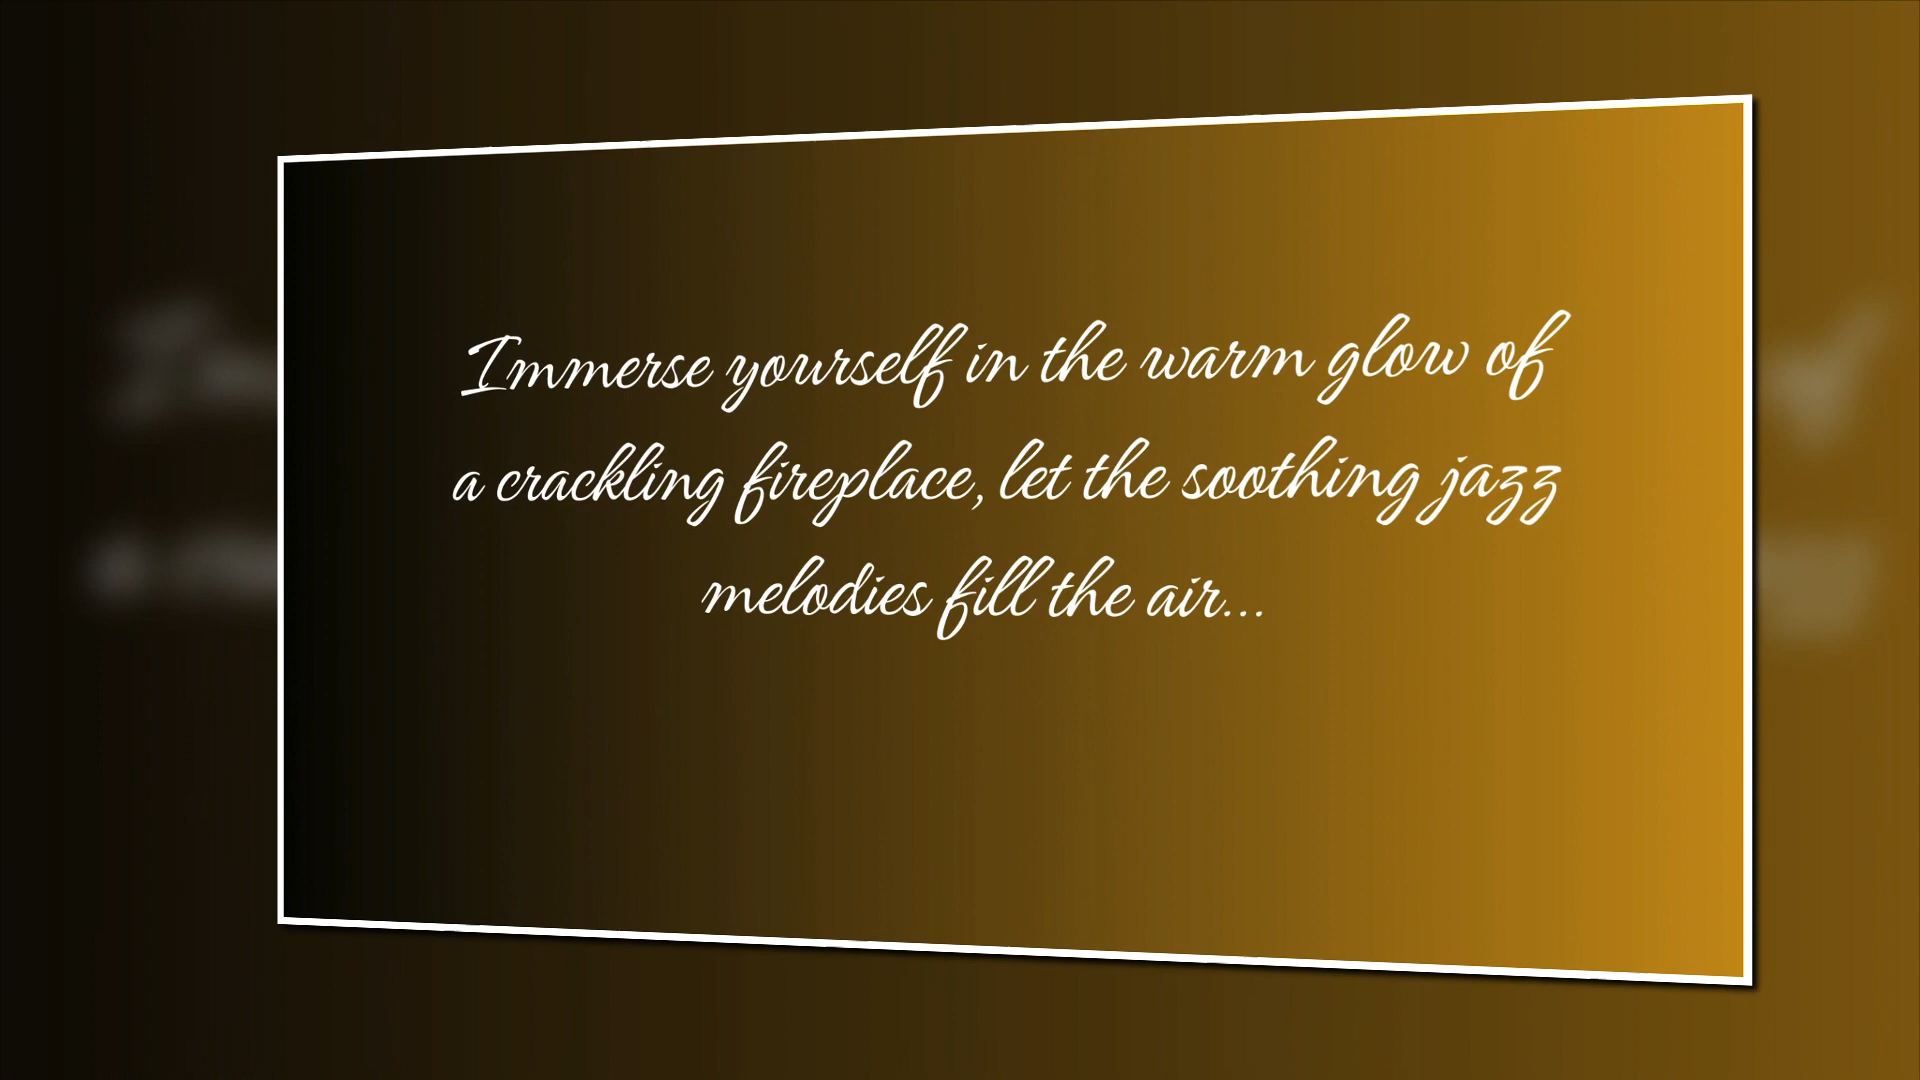 Immerse yourself in the warm glow of
a crackling fireplace, let the soothing jazz
melodies fill the air...